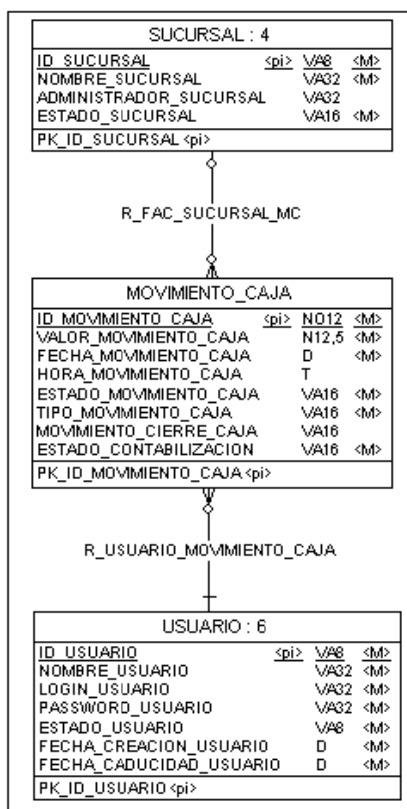 SUCURSAL : 4
ID_SUCURSAL <pi> VA8 <M>
NOMBRE_SUCURSAL VA32 <M>
ADMINISTRADOR_SUCURSAL VA32
ESTADO_SUCURSAL VA16 <M>
PK_ID_SUCURSAL <pi>
R_FAC_SUCURSAL_MC
MOVIMIENTO_CAJA
ID_MOVIMIENTO_CAJA <pi> NO12 <M>
VALOR_MOVIMIENTO_CAJA N12,5 <M>
FECHA_MOVIMIENTO_CAJA D <M>
HORA_MOVIMIENTO_CAJA T
ESTADO_MOVIMIENTO_CAJA VA16 <M>
TIPO_MOVIMIENTO_CAJA VA16 <M>
MOVIMIENTO_CIERRE_CAJA VA16
ESTADO_CONTABILIZACION VA16 <M>
PK_ID_MOVIMIENTO_CAJA <pi>
R_USUARIO_MOVIMIENTO_CAJA
USUARIO : 6
ID_USUARIO <pi> VA8 <M>
NOMBRE_USUARIO VA32 <M>
LOGIN_USUARIO VA32 <M>
PASSWORD_USUARIO VA32 <M>
ESTADO_USUARIO VA8 <M>
FECHA_CREACION_USUARIO D <M>
FECHA_CADUCIDAD_USUARIO D <M>
PK_ID_USUARIO <pi>